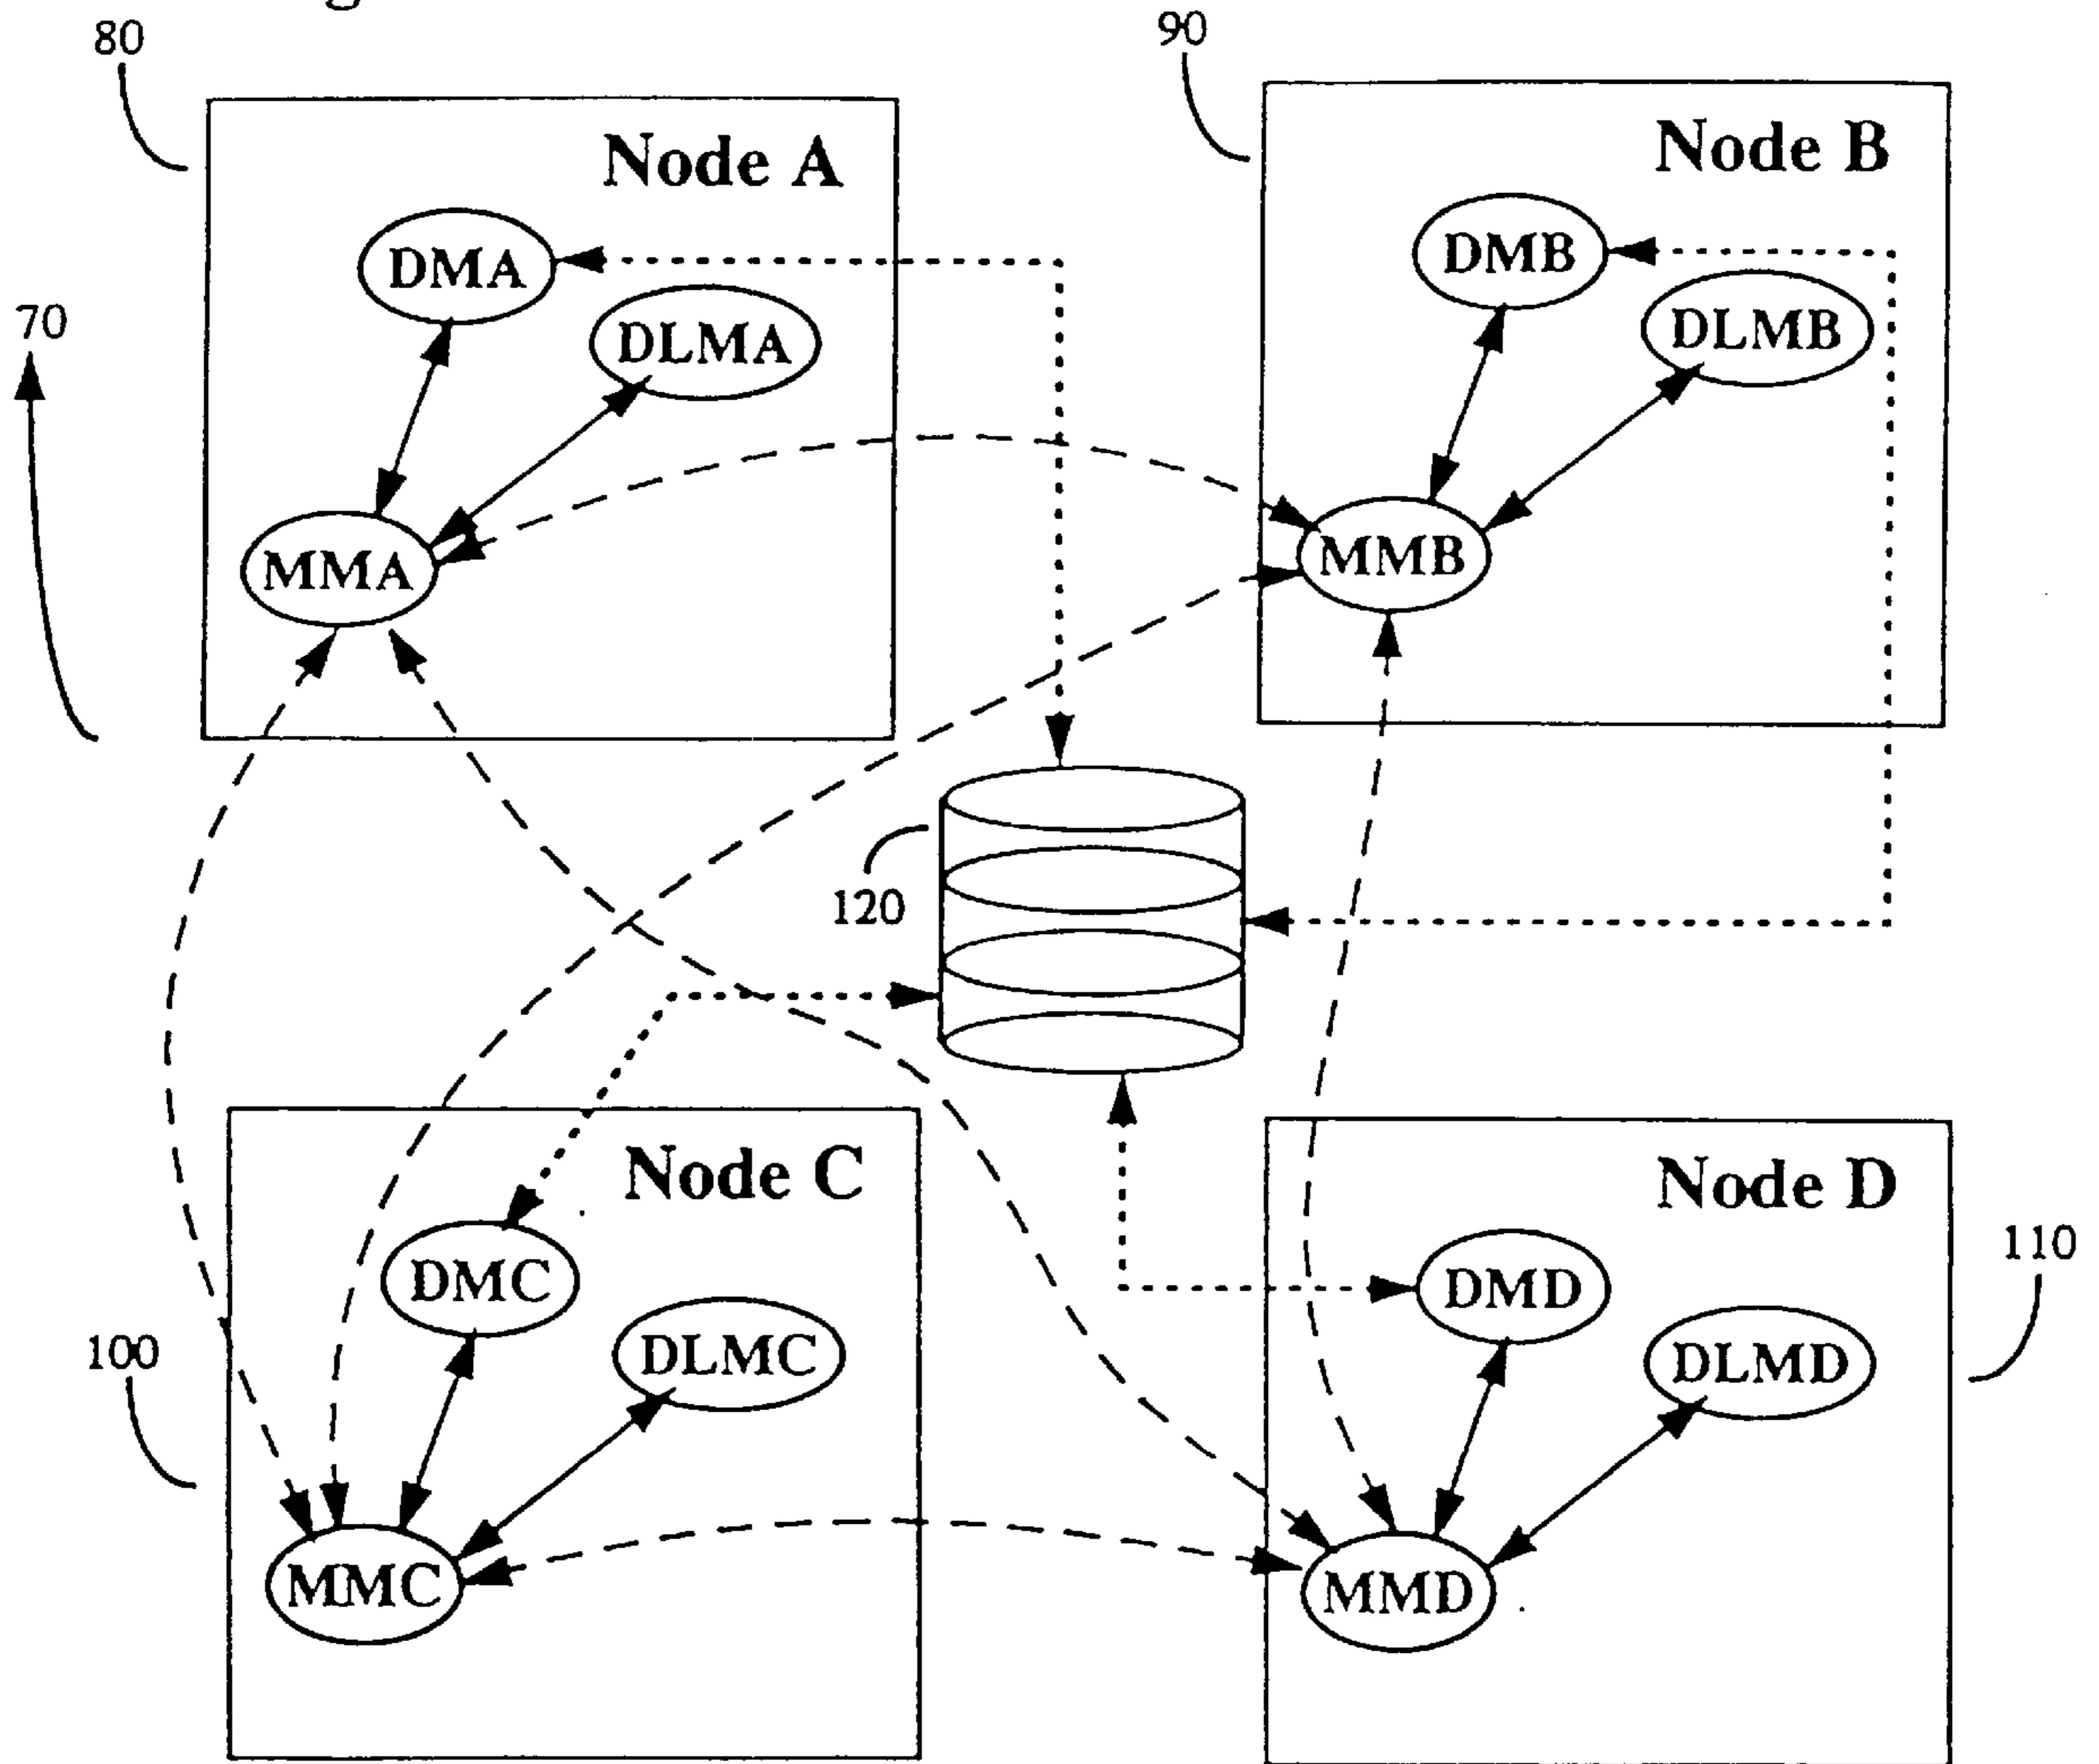 80
90
Node A
Node B
DMA
DMB
DLMA
DLMB
70
MMA
MMB
120
Node C
Node D
DMC
DMD
110
DLMC
DLMD
100
MMC
MMD